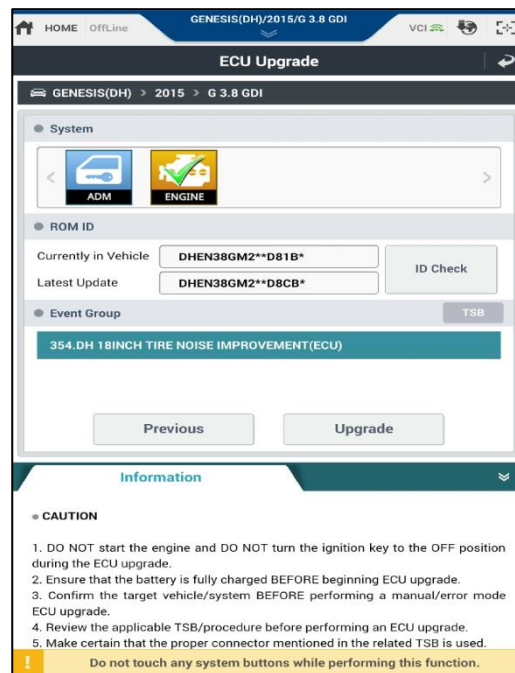 GENESIS(DH)/2015/G 3.8 GDI
HOME OffLine
VCI
ECU Upgrade
GENESIS(DH) > 2015 > G 3.8 GDI
System
< ADM ENGINE >
ROM ID
Currently in Vehicle DHEN38GM2**D81B*
ID Check
Latest Update DHEN38GM2**D8CB*
Event Group TSB
354.DH 18INCH TIRE NOISE IMPROVEMENT(ECU)
Previous Upgrade
Information
CAUTION
1. DO NOT start the engine and DO NOT turn the ignition key to the OFF position
during the ECU upgrade.
2. Ensure that the battery is fully charged BEFORE beginning ECU upgrade.
3. Confirm the target vehicle/system BEFORE performing a manual/error mode
ECU upgrade.
4. Review the applicable TSB/procedure before performing an ECU upgrade.
5. Make certain that the proper connector mentioned in the related TSB is used.
! Do not touch any system buttons while performing this function.